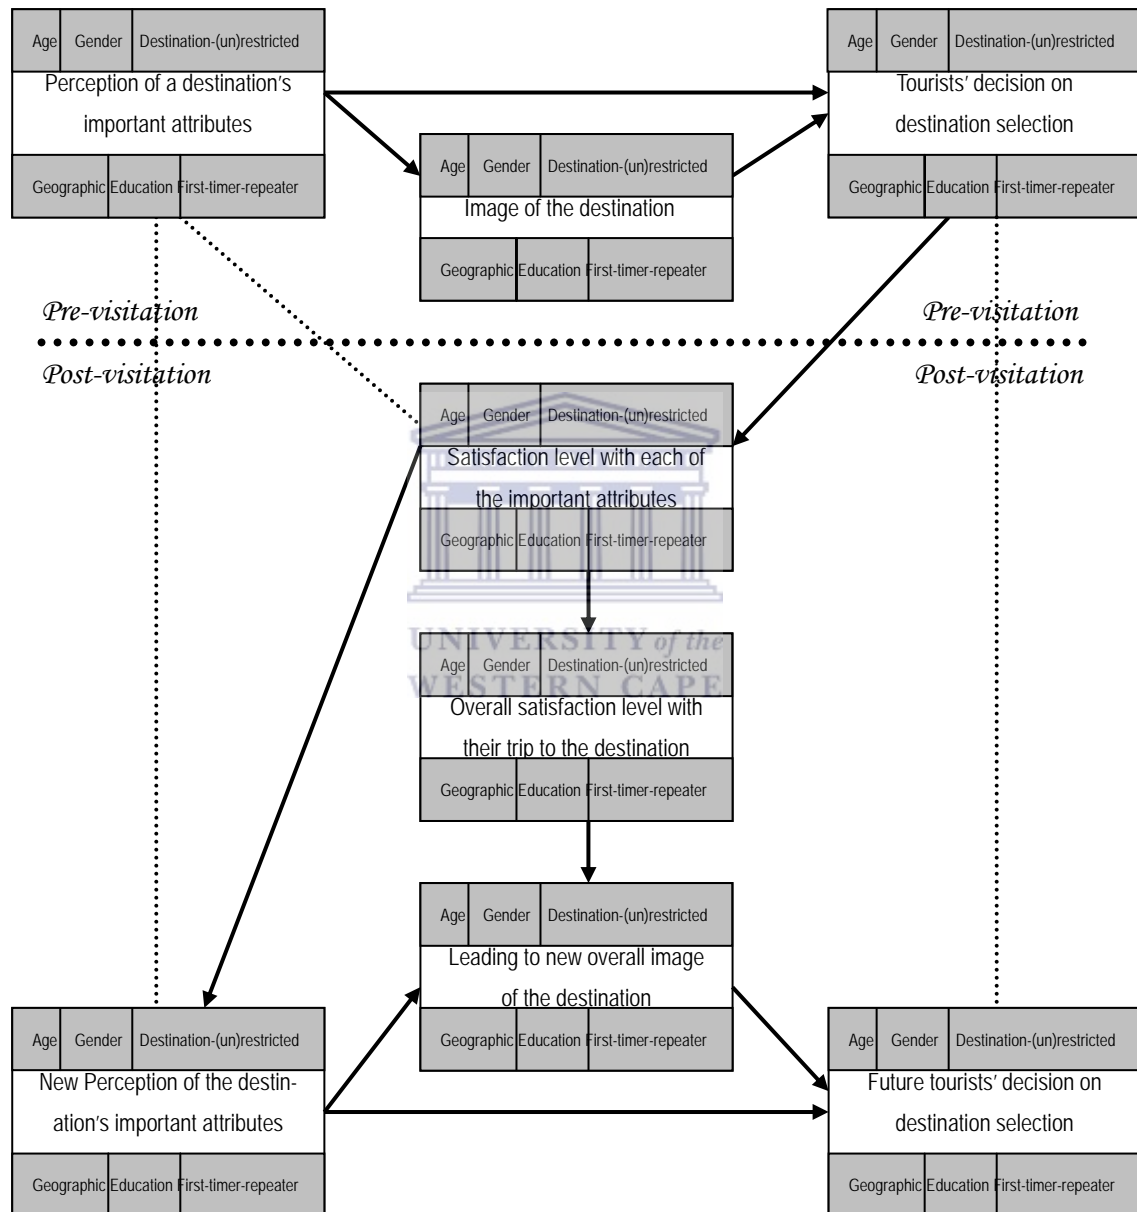 Age Gender Destination-(un)restricted
Perception of a destination's
important attributes
Geographic Education First-timer-repeater
Age Gender Destination-(un)restricted
Tourists' decision on
destination selection
Geographic Education First-timer-repeater
Age Gender Destination-(un)restricted
Image of the destination
Geographic Education First-timer-repeater
Pre-visitation
Pre-visitation
Post-visitation
Post-visitation
Age Gender Destination-(un)restricted
Satisfaction level with each of
the important attributes
Geographic Education First-timer-repeater
UNIVERSITY of the
WESTERN CAPE
Age Gender Destination-(un)restricted
Overall satisfaction level with
their trip to the destination
Geographic Education First-timer-repeater
Age Gender Destination-(un)restricted
Leading to new overall image
of the destination
Geographic Education First-timer-repeater
Age Gender Destination-(un)restricted
New Perception of the destin-
ation's important attributes
Geographic Education First-timer-repeater
Age Gender Destination-(un)restricted
Future tourists' decision on
destination selection
Geographic Education First-timer-repeater